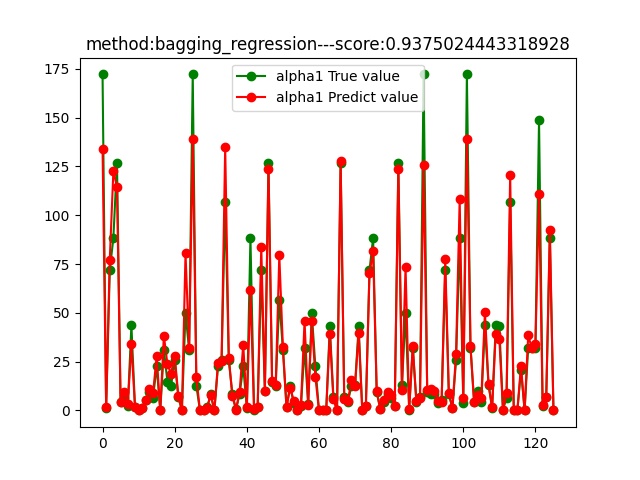 method:bagging_regression---score:0.9375024443318928
alpha1 True value
alpha1 Predict value
175
150
125
100
75
50
25
0
0 20 40 60 80 100 120